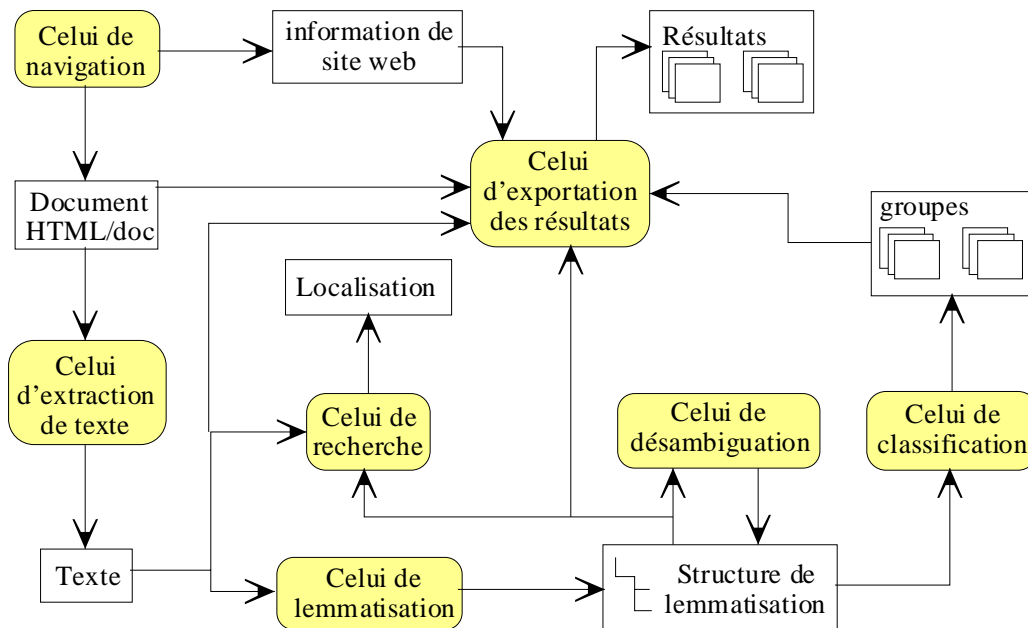 Celui de
navigation
information de
site web
Résultats
Celui
d’exportation
des résultats
Document
HTML/doc
groupes
Localisation
Celui
d’extraction
de texte
Celui de
recherche
Celui de
désambiguation
Celui de
classification
Texte
Celui de
lemmatisation
Structure de
lemmatisation